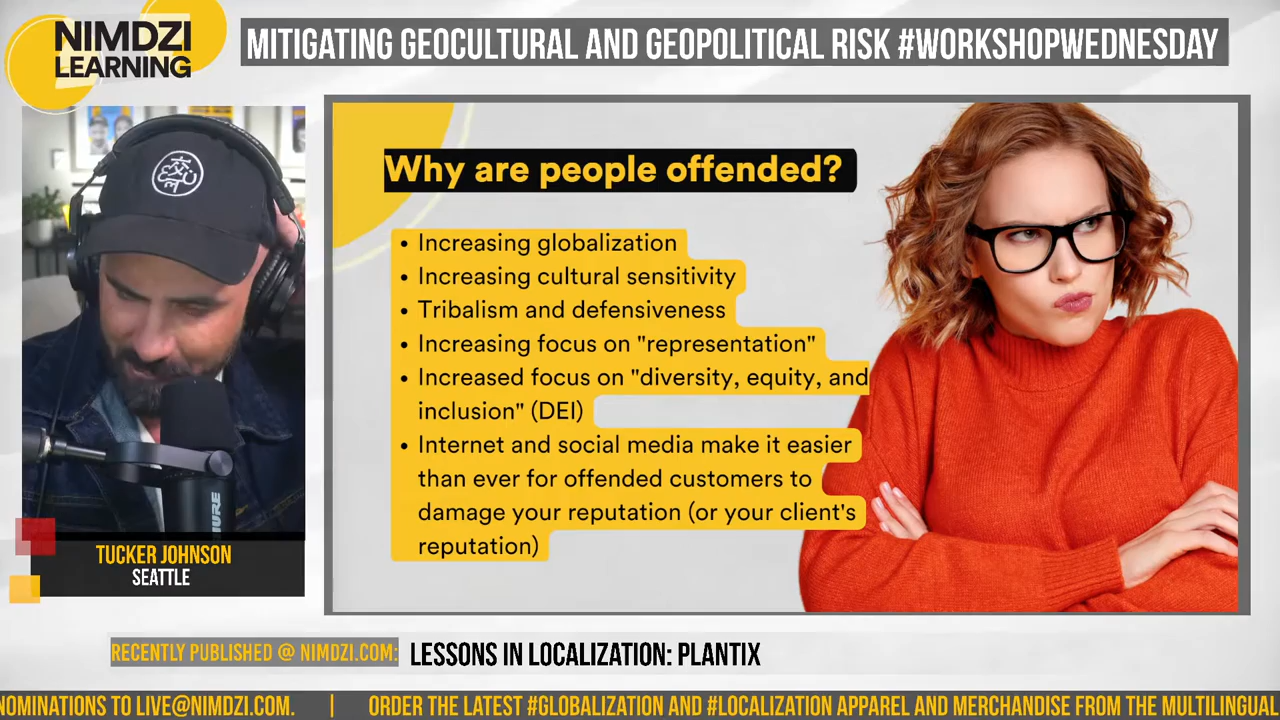 NIMDZI
LEARNING
MITIGATING GEOCULTURAL AND GEOPOLITICAL RISK #WORKSHOPWEDNESDAY
Why are people offended?
• Increasing globalization
• Increasing cultural sensitivity
• Tribalism and defensiveness
• Increasing focus on "representation"
• Increased focus on "diversity, equity, and
inclusion" (DEI)
• Internet and social media make it easier
than ever for offended customers to
damage your reputation (or your client's
reputation)
TUCKER JOHNSON
SEATTLE
RECENTLY PUBLISHED @ NIMDZI.COM: LESSONS IN LOCALIZATION: PLANTIX
NOMINATIONS TO LIVE@NIMDZI.COM. | ORDER THE LATEST #GLOBALIZATION AND #LOCALIZATION APPAREL AND MERCHANDISE FROM THE MULTILINGUAL